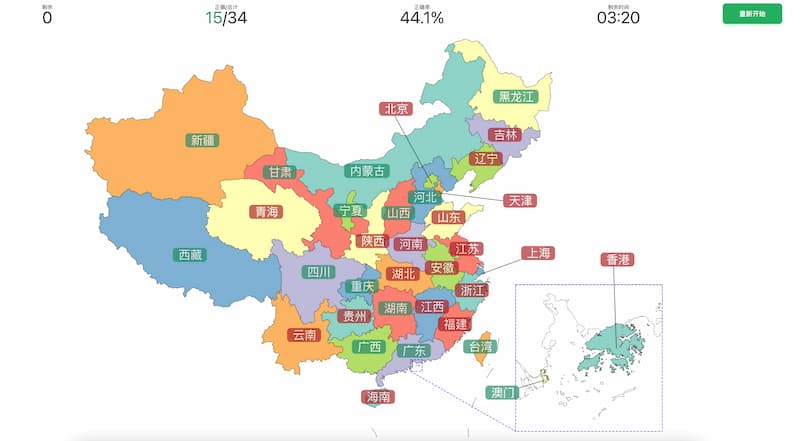 剩余
0
正确/总计
15/34
正确率
44.1%
剩余时间
03:20
重新开始
黑龙江
北京
吉林
新疆
辽宁
甘肃
内蒙古
河北
天津
宁夏
青海
山西
山东
陕西
河南
江苏
西藏
上海
香港
四川
湖北
安徽
重庆
浙江
湖南
江西
贵州
福建
云南
广西
广东
台湾
澳门
海南